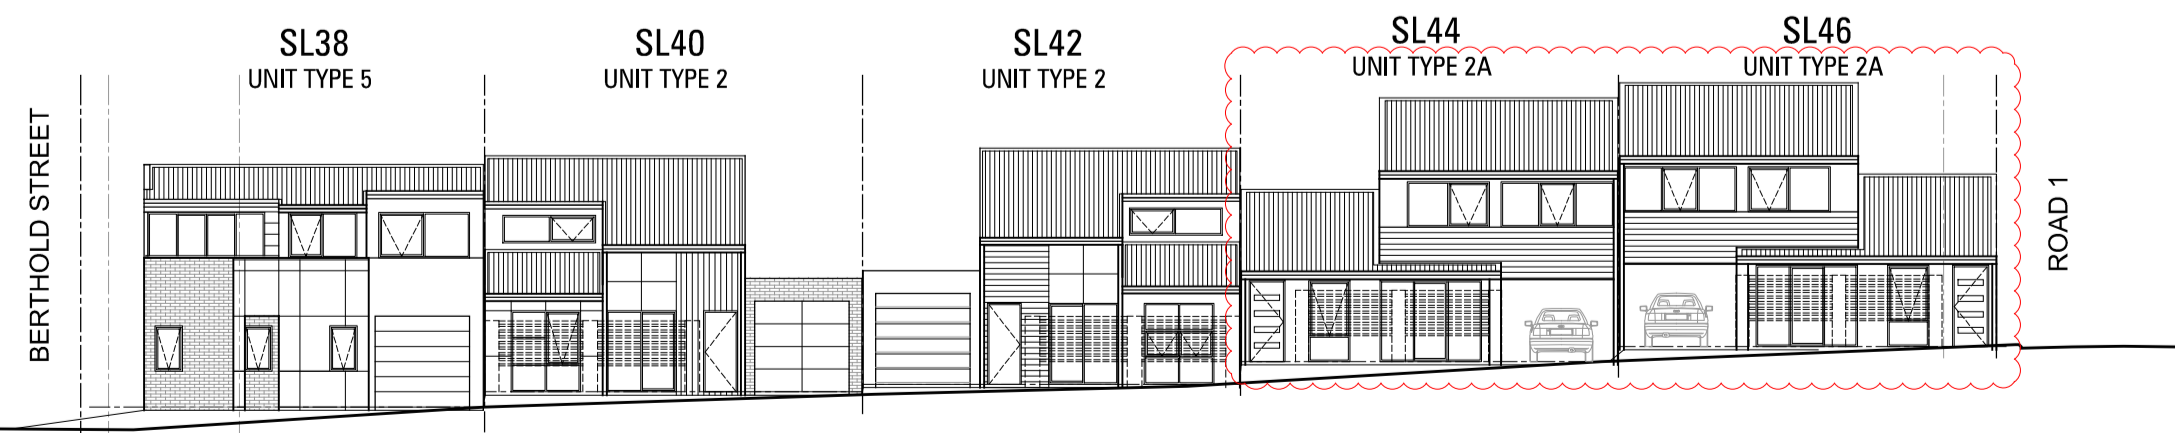 SL38
UNIT TYPE 5
SL40
UNIT TYPE 2
SL42
UNIT TYPE 2
SL44
UNIT TYPE 2A
SL46
UNIT TYPE 2A
BERTHOLD STREET
ROAD 1